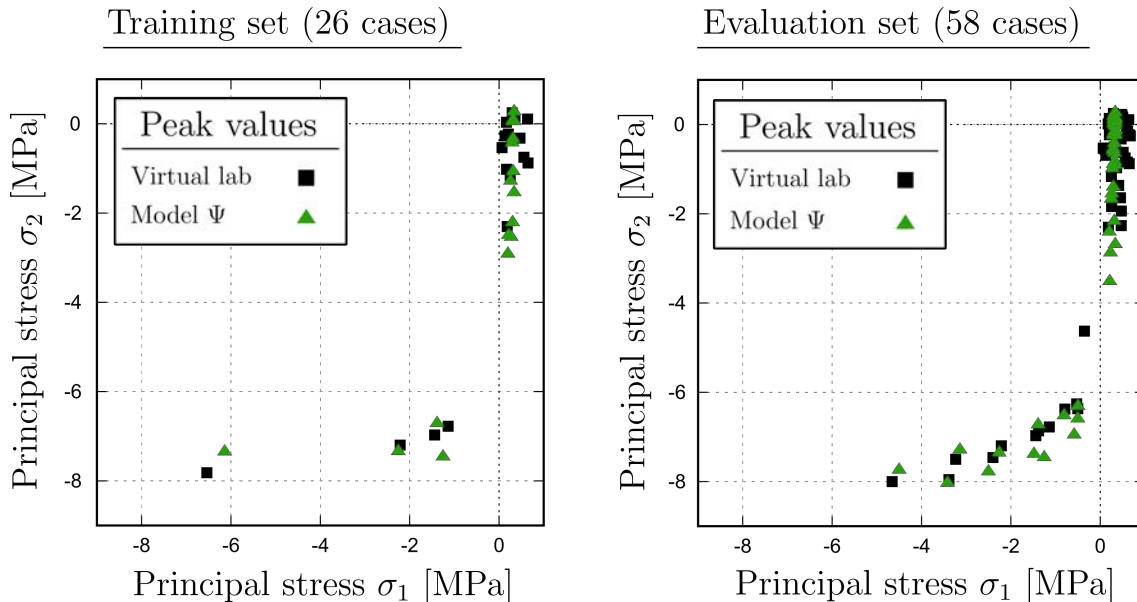 Training set (26 cases)
Evaluation set (58 cases)
Principal stress σ₂ [MPa]
0
-2
-4
-6
-8
Peak values
Virtual lab
Model Ψ
-8
-6
-4
-2
0
Principal stress σ₁ [MPa]
Principal stress σ₂ [MPa]
0
-2
-4
-6
-8
Peak values
Virtual lab
Model Ψ
-8
-6
-4
-2
0
Principal stress σ₁ [MPa]